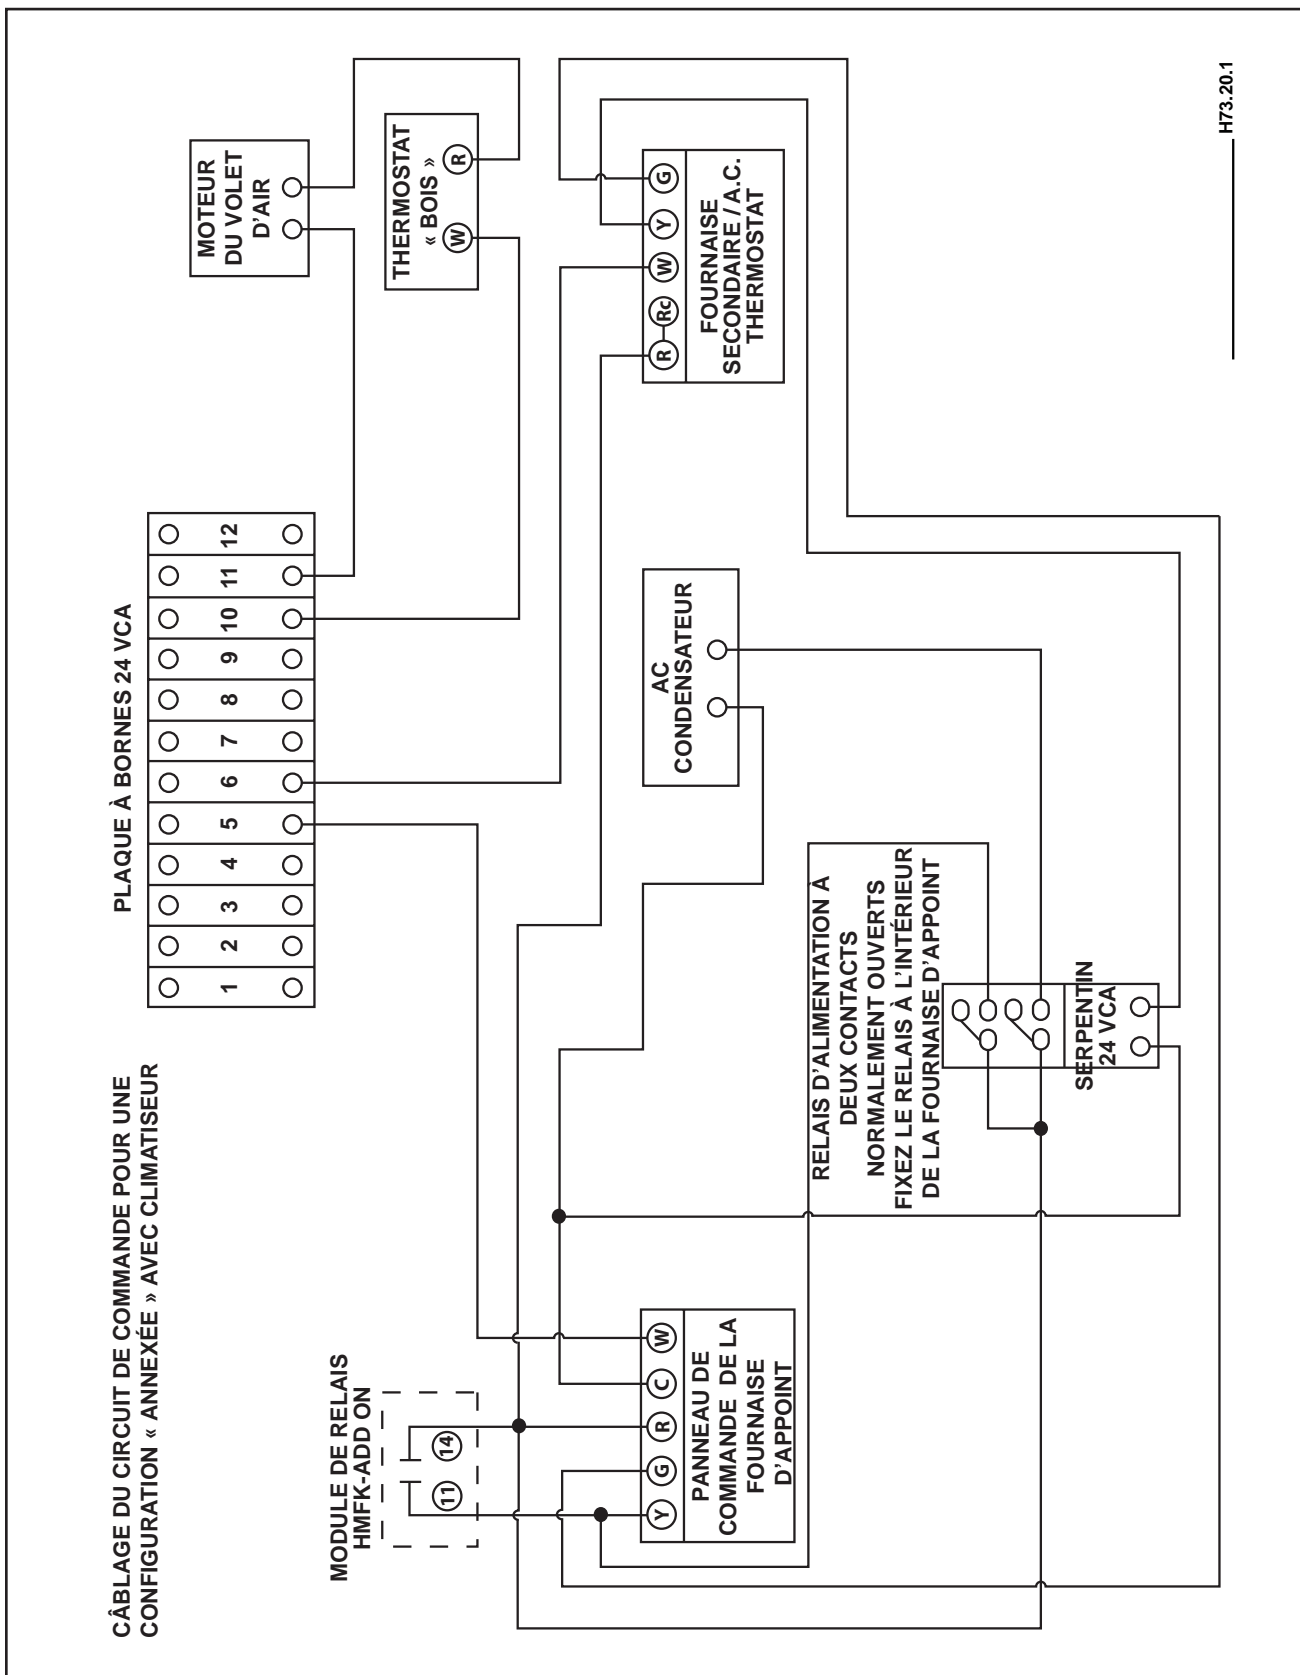 CÂBLAGE DU CIRCUIT DE COMMANDE POUR UNE
CONFIGURATION « ANNEXÉE » AVEC CLIMATISEUR
PLAQUE À BORNES 24 VCA
1 2 3 4 5 6 7 8 9 10 11 12
MOTEUR
DU VOLET
D'AIR
THERMOSTAT
« BOIS »
W R
MODULE DE RELAIS
HMFK-ADD ON
11 14
Y G R C W
PANNEAU DE
COMMANDE DE LA
FOURNAISE
D'APPOINT
AC
CONDENSATEUR
R Rc W Y G
FOURNAISE
SECONDAIRE / A.C.
THERMOSTAT
RELAIS D'ALIMENTATION À
DEUX CONTACTS
NORMALEMENT OUVERTS
FIXEZ LE RELAIS À L'INTÉRIEUR
DE LA FOURNAISE D'APPOINT
SERPENTIN
24 VCA
H73.20.1